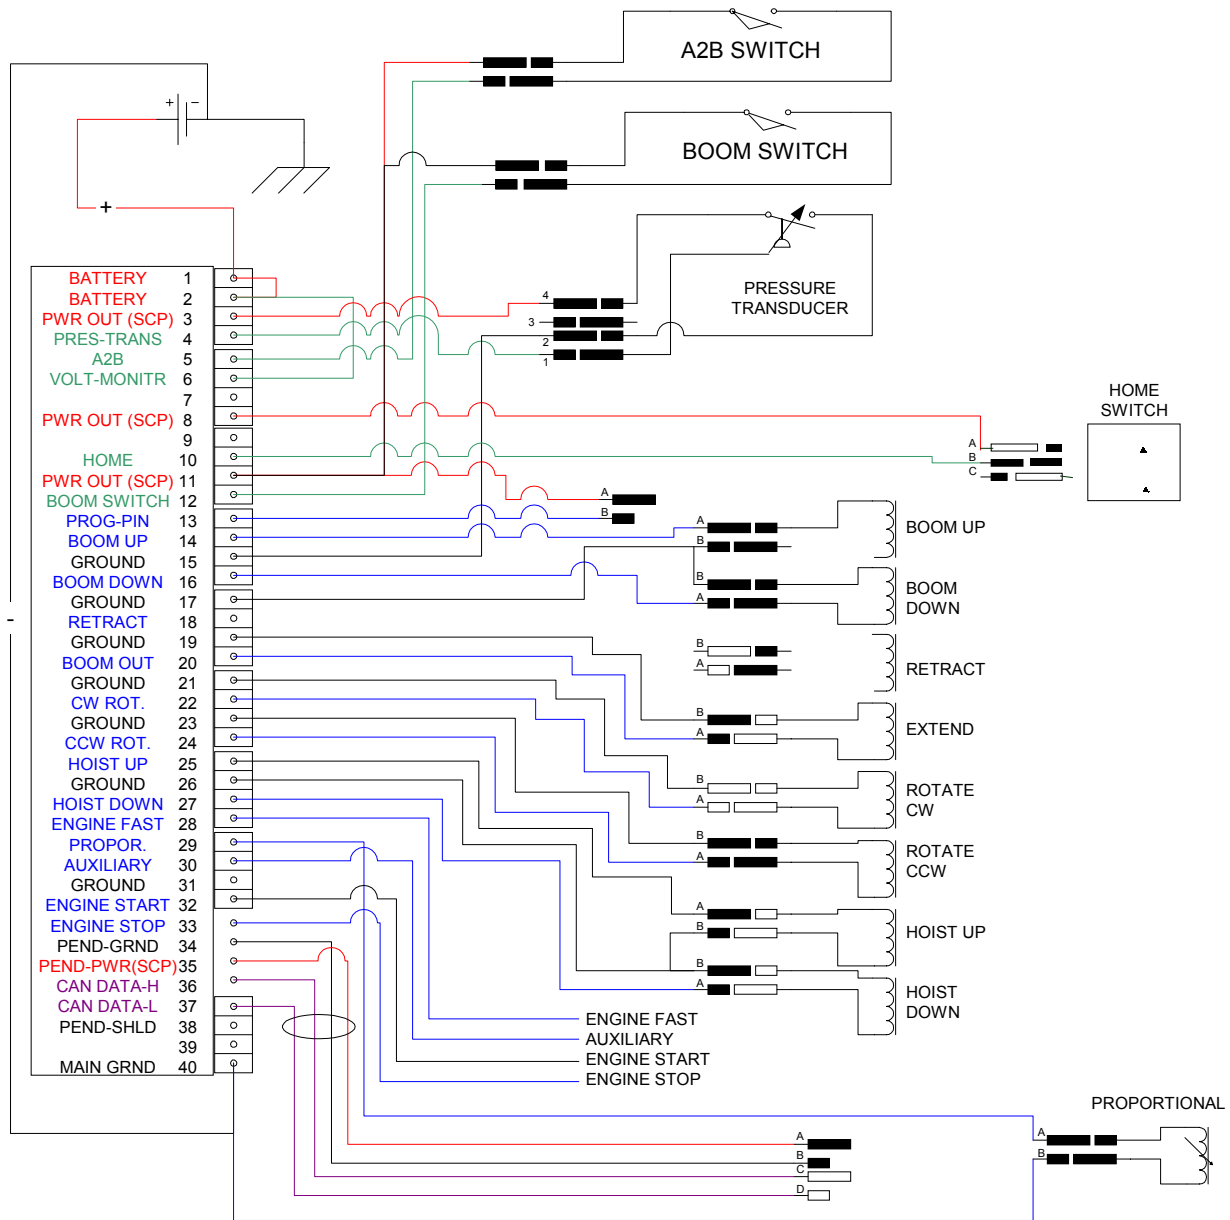 A2B SWITCH
+ −
BOOM SWITCH
+
PRESSURE
TRANSDUCER
4
3
2
1
BATTERY 1
BATTERY 2
PWR OUT (SCP) 3
PRES-TRANS 4
A2B 5
VOLT-MONITR 6
7
PWR OUT (SCP) 8
9
HOME 10
PWR OUT (SCP) 11
BOOM SWITCH 12
PROG-PIN 13
BOOM UP 14
GROUND 15
BOOM DOWN 16
GROUND 17
RETRACT 18
GROUND 19
BOOM OUT 20
GROUND 21
CW ROT. 22
GROUND 23
CCW ROT. 24
HOIST UP 25
GROUND 26
HOIST DOWN 27
ENGINE FAST 28
PROPOR. 29
AUXILIARY 30
GROUND 31
ENGINE START 32
ENGINE STOP 33
PEND-GRND 34
PEND-PWR(SCP) 35
CAN DATA-H 36
CAN DATA-L 37
PEND-SHLD 38
39
MAIN GRND 40
-
HOME
SWITCH
A
B
C
A
B
A
B
BOOM UP
B
A
BOOM
DOWN
B
A
RETRACT
B
A
EXTEND
B
A
ROTATE
CW
B
A
ROTATE
CCW
A
B
HOIST UP
B
A
HOIST
DOWN
ENGINE FAST
AUXILIARY
ENGINE START
ENGINE STOP
PROPORTIONAL
A
B
A
B
C
D